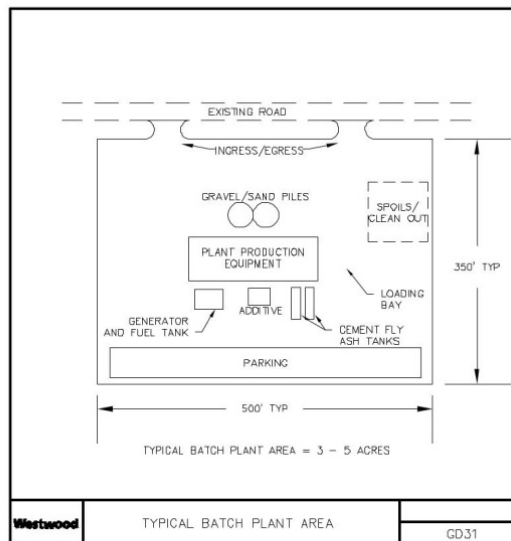 EXISTING ROAD
INGRESS/EGRESS
GRAVEL/SAND PILES
SPOILS/
CLEAN OUT
PLANT PRODUCTION
EQUIPMENT
350' TYP
LOADING
BAY
GENERATOR
AND FUEL TANK
ADDITIVE
CEMENT FLY
ASH TANKS
PARKING
500' TYP
TYPICAL BATCH PLANT AREA = 3 - 5 ACRES
Westwood
TYPICAL BATCH PLANT AREA
GD31